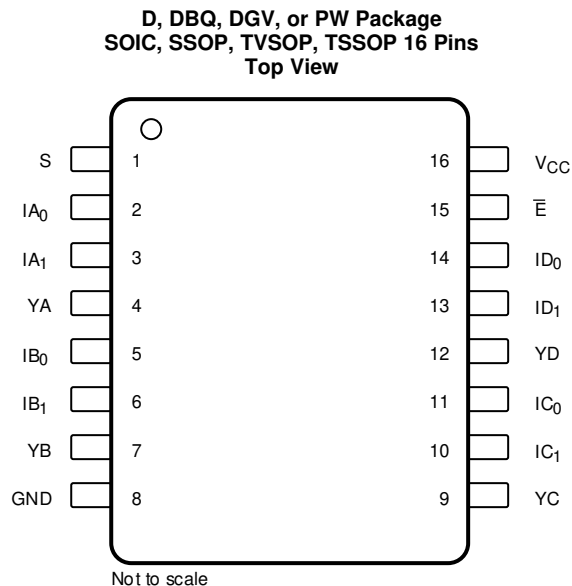 D, DBQ, DGV, or PW Package
SOIC, SSOP, TVSOP, TSSOP 16 Pins
Top View
S 1 16 V_CC
IA₀ 2 15 E̅
IA₁ 3 14 ID₀
YA 4 13 ID₁
IB₀ 5 12 YD
IB₁ 6 11 IC₀
YB 7 10 IC₁
GND 8 9 YC
Not to scale